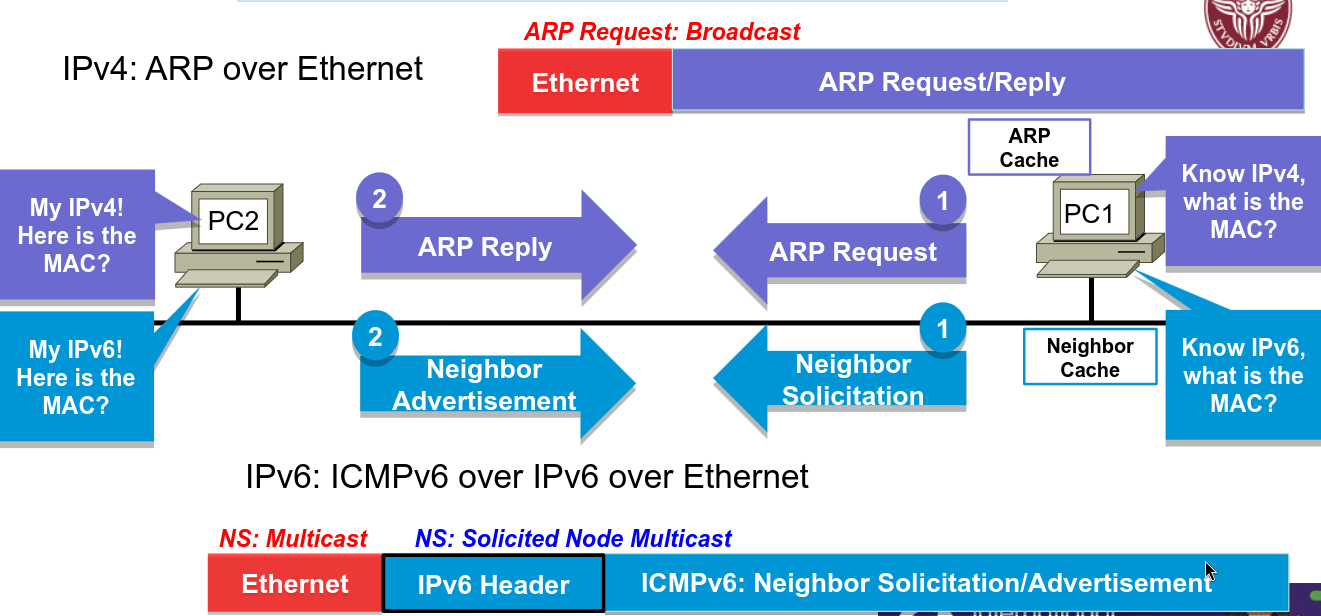 ARP Request: Broadcast
IPv4: ARP over Ethernet
Ethernet
ARP Request/Reply
ARP
Cache
My IPv4!
Here is the
MAC?
PC2
2
ARP Reply
1
ARP Request
PC1
Know IPv4,
what is the
MAC?
My IPv6!
Here is the
MAC?
2
Neighbor
Advertisement
1
Neighbor
Solicitation
Neighbor
Cache
Know IPv6,
what is the
MAC?
IPv6: ICMPv6 over IPv6 over Ethernet
NS: Multicast
NS: Solicited Node Multicast
Ethernet
IPv6 Header
ICMPv6: Neighbor Solicitation/Advertisement